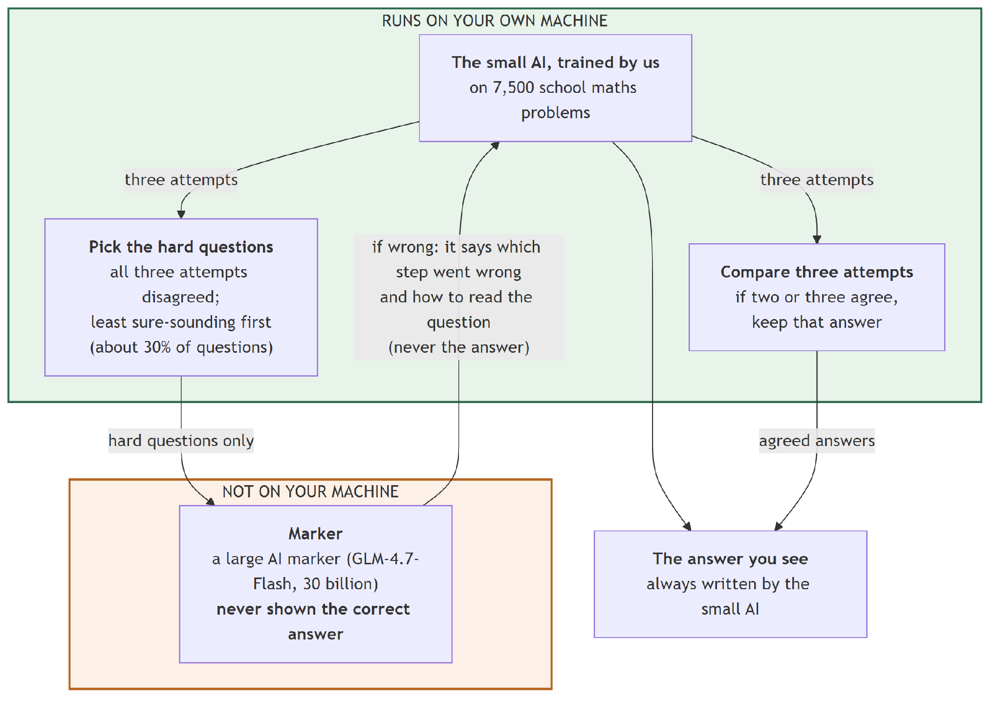 RUNS ON YOUR OWN MACHINE
The small AI, trained by us
on 7,500 school maths
problems
three attempts
three attempts
Pick the hard questions
all three attempts
disagreed;
least sure-sounding first
(about 30% of questions)
if wrong: it says which
step went wrong
and how to read the
question
(never the answer)
Compare three attempts
if two or three agree,
keep that answer
hard questions only
agreed answers
NOT ON YOUR MACHINE
Marker
a large AI marker (GLM-4.7-
Flash, 30 billion)
never shown the correct
answer
The answer you see
always written by the
small AI